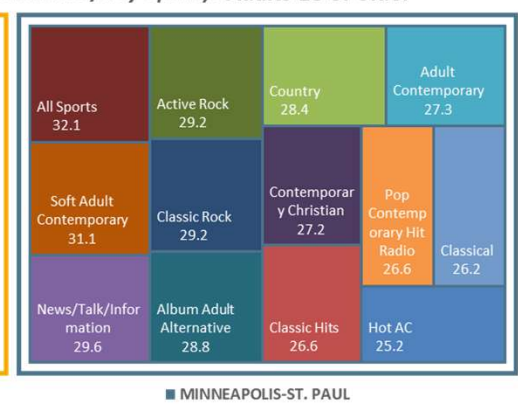 All Sports
32.1
Active Rock
29.2
Country
28.4
Adult
Contemporary
27.3
Soft Adult
Contemporary
31.1
Classic Rock
29.2
Contemporar
y Christian
27.2
Pop
Contemp
orary Hit
Radio
26.6
Classical
26.2
News/Talk/Infor
mation
29.6
Album Adult
Alternative
28.8
Classic Hits
26.6
Hot AC
25.2
MINNEAPOLIS-ST. PAUL